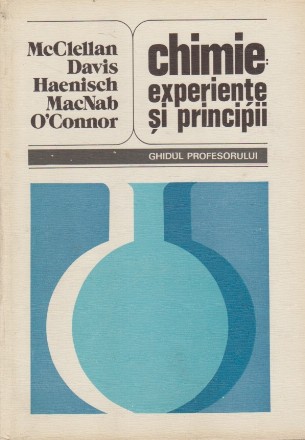 McClellan
Davis
Haenisch
MacNab
O'Connor
chimie:
experiențe
și principii
GHIDUL PROFESORULUI